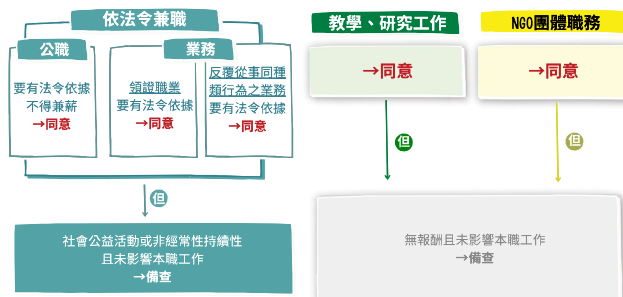 依法令兼職
公職
要有法令依據
不得兼薪
→同意
業務
領證職業
要有法令依據
→同意
反覆從事同種
類行為之業務
要有法令依據
→同意
但
社會公益活動或非經常性持續性
且未影響本職工作
→備查
教學、研究工作
→同意
但
NGO團體職務
→同意
但
無報酬且未影響本職工作
→備查